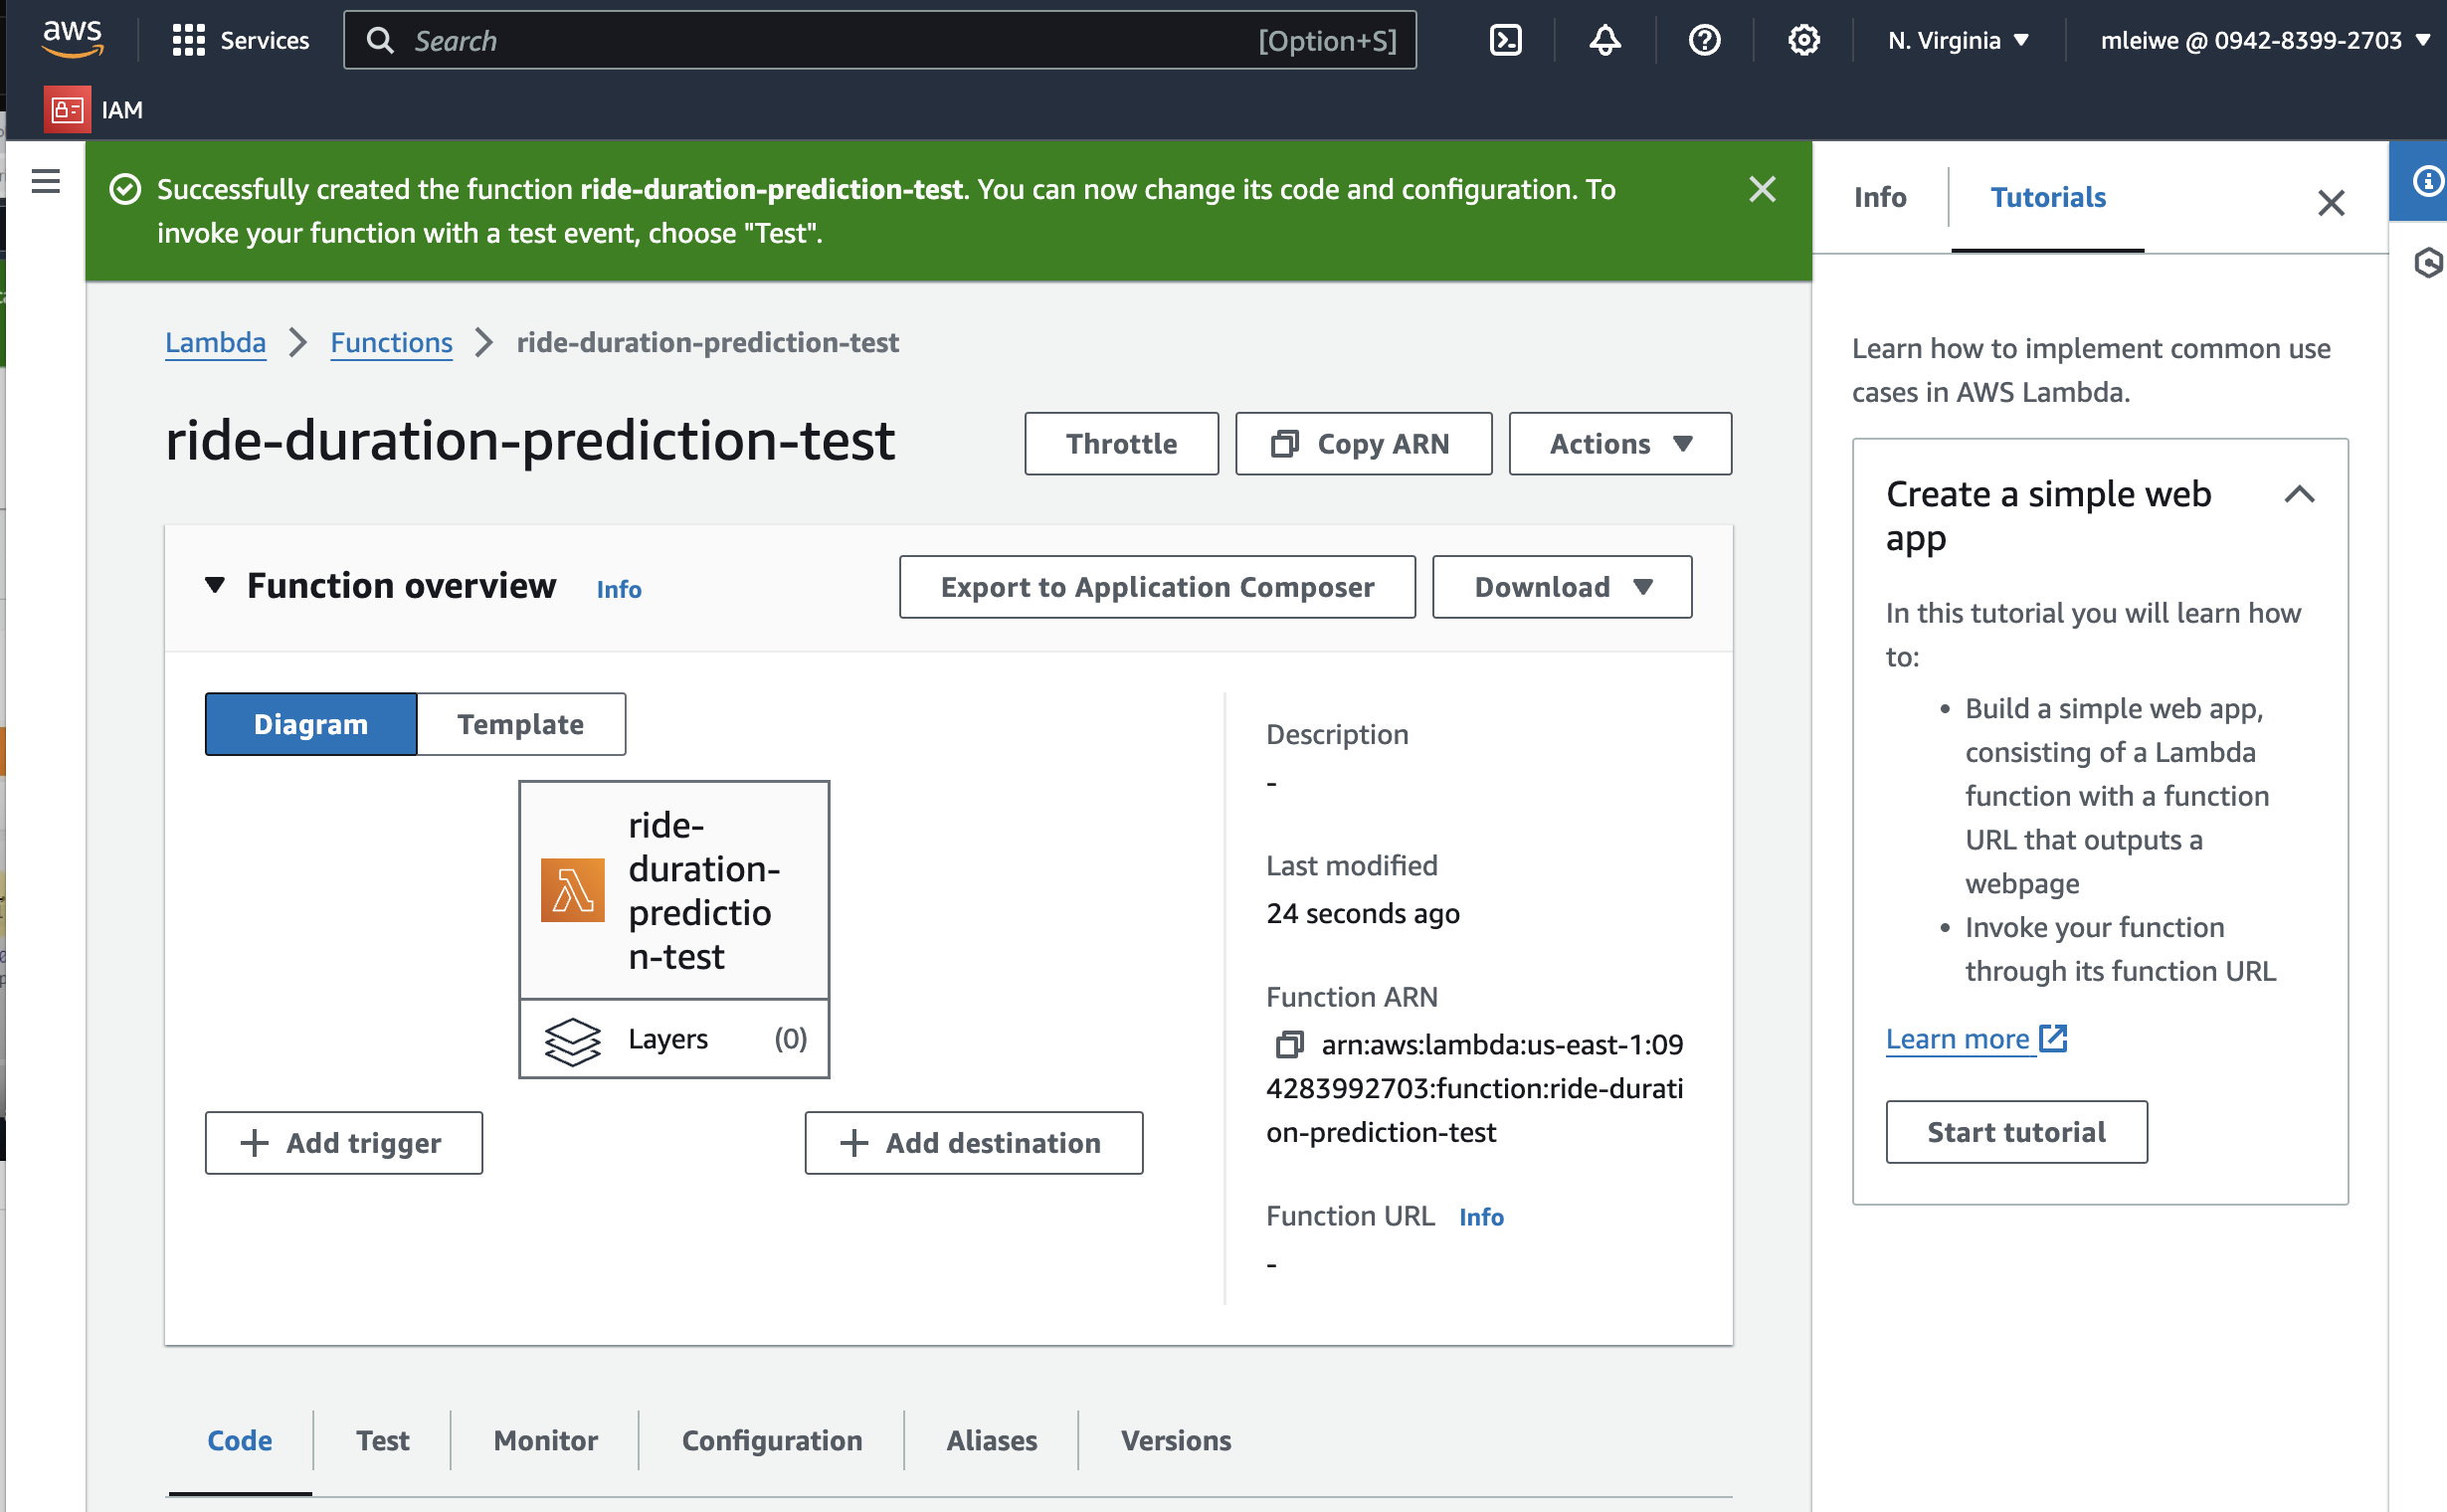 aws
Services
Search
[Option+S]
N. Virginia
mleiwe @ 0942-8399-2703
IAM
Successfully created the function ride-duration-prediction-test. You can now change its code and configuration. To
invoke your function with a test event, choose "Test".
Info
Tutorials
Lambda
Functions
ride-duration-prediction-test
ride-duration-prediction-test
Throttle
Copy ARN
Actions
Function overview
Info
Export to Application Composer
Download
Diagram
Template
ride-
duration-
predictio
n-test
Layers
(0)
Add trigger
Add destination
Description
-
Last modified
24 seconds ago
Function ARN
arn:aws:lambda:us-east-1:09
4283992703:function:ride-durati
on-prediction-test
Function URL Info
-
Code
Test
Monitor
Configuration
Aliases
Versions
Learn how to implement common use
cases in AWS Lambda.
Create a simple web
app
In this tutorial you will learn how
to:
• Build a simple web app,
consisting of a Lambda
function with a function
URL that outputs a
webpage
• Invoke your function
through its function URL
Learn more
Start tutorial